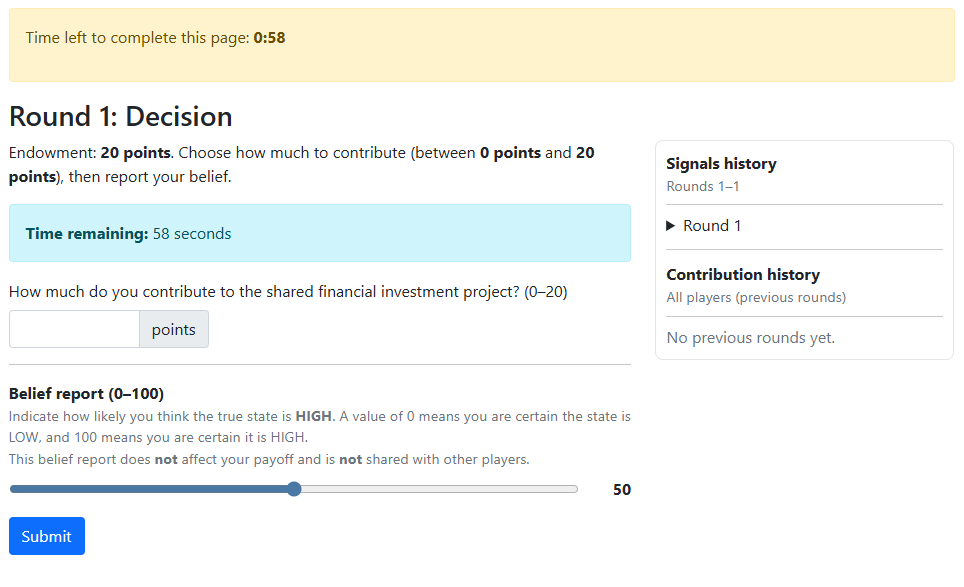 Time left to complete this page: 0:58
Round 1: Decision
Endowment: 20 points. Choose how much to contribute (between 0 points and 20
points), then report your belief.
Time remaining: 58 seconds
How much do you contribute to the shared financial investment project? (0–20)
points
Belief report (0–100)
Indicate how likely you think the true state is HIGH. A value of 0 means you are certain the state is
LOW, and 100 means you are certain it is HIGH.
This belief report does not affect your payoff and is not shared with other players.
50
Submit
Signals history
Rounds 1–1
Round 1
Contribution history
All players (previous rounds)
No previous rounds yet.